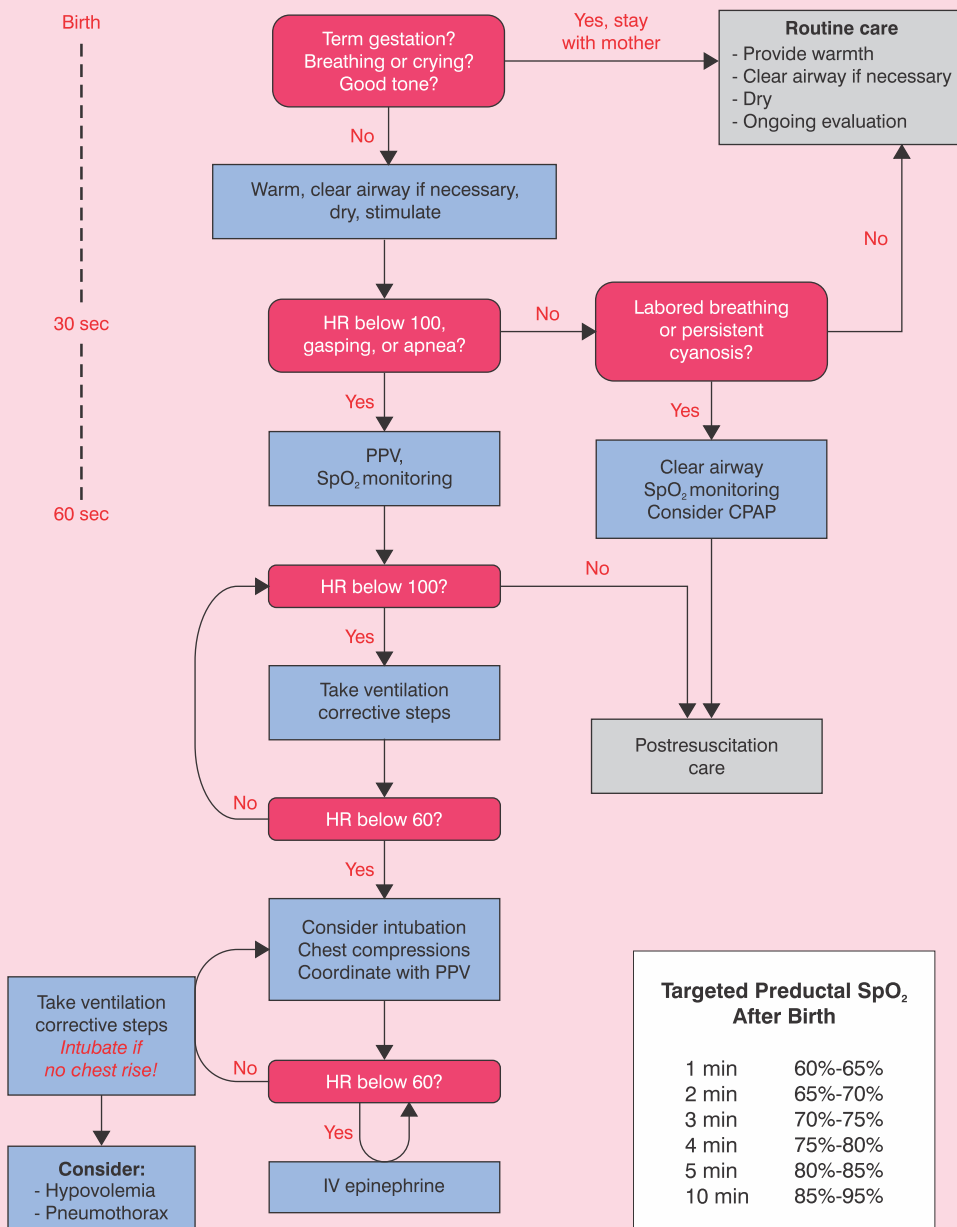 Birth
Term gestation?
Breathing or crying?
Good tone?
Yes, stay
with mother
Routine care
- Provide warmth
- Clear airway if necessary
- Dry
- Ongoing evaluation
No
Warm, clear airway if necessary,
dry, stimulate
No
30 sec
HR below 100,
gasping, or apnea?
No
Labored breathing
or persistent
cyanosis?
Yes
Yes
PPV,
SpO₂ monitoring
Clear airway
SpO₂ monitoring
Consider CPAP
60 sec
HR below 100?
No
Yes
Take ventilation
corrective steps
Postresuscitation
care
No
HR below 60?
Yes
Consider intubation
Chest compressions
Coordinate with PPV
Take ventilation
corrective steps
Intubate if
no chest rise!
No
HR below 60?
Yes
IV epinephrine
Consider:
- Hypovolemia
- Pneumothorax
Targeted Preductal SpO₂
After Birth
1 min 60%-65%
2 min 65%-70%
3 min 70%-75%
4 min 75%-80%
5 min 80%-85%
10 min 85%-95%